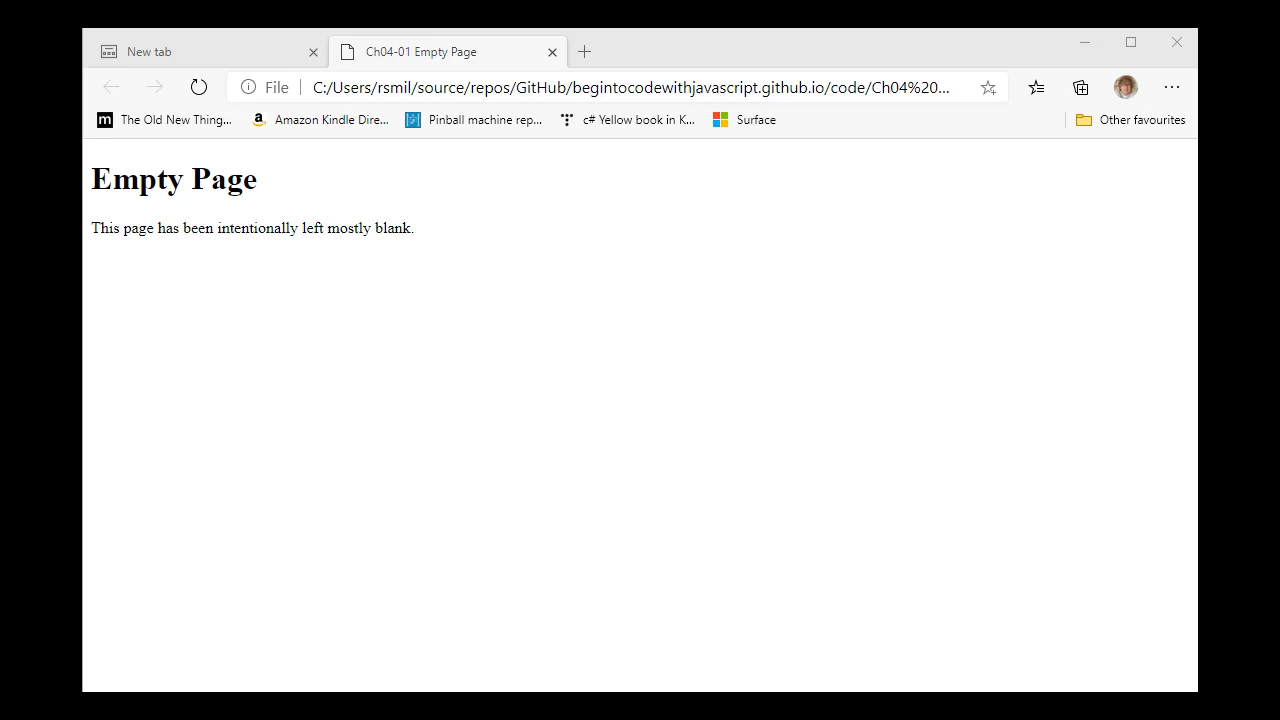 New tab
Ch04-01 Empty Page
File
C:/Users/rsmil/source/repos/GitHub/begintocodewithjavascript.github.io/code/Ch04%20...
m The Old New Thing...
a Amazon Kindle Dire...
Pinball machine rep...
c# Yellow book in K...
Surface
Other favourites
Empty Page
This page has been intentionally left mostly blank.